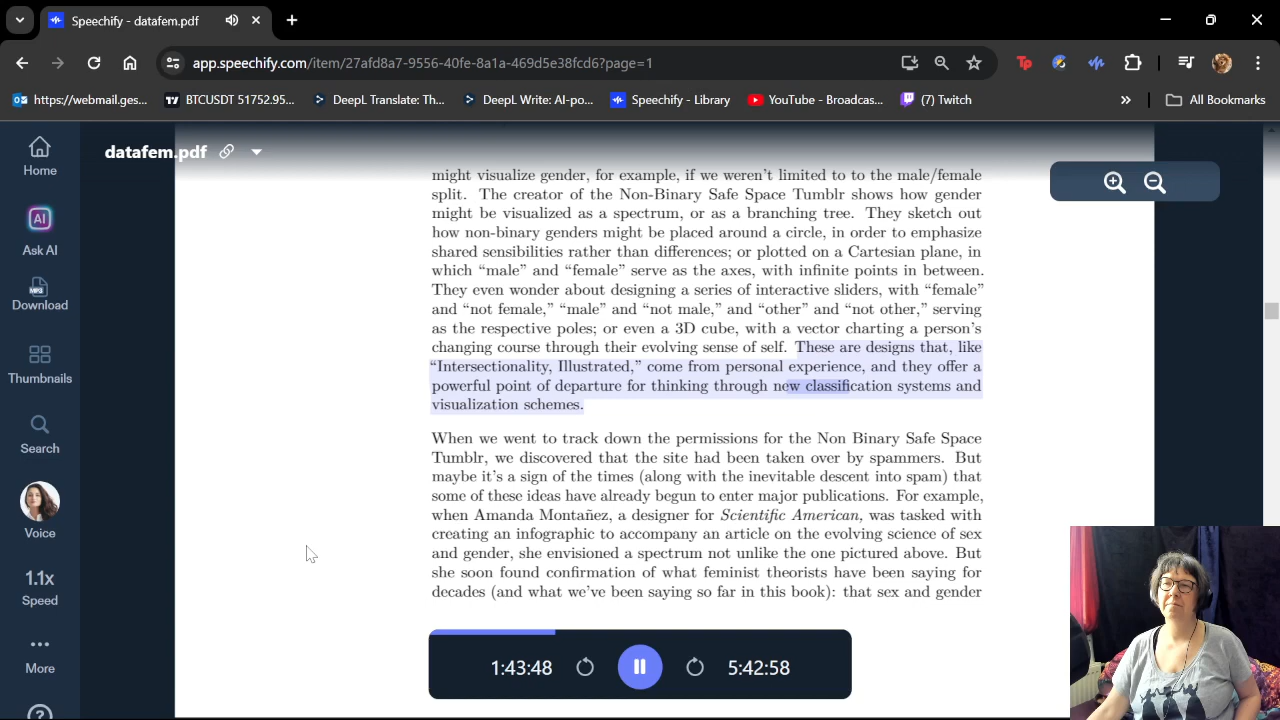 Speechify - datafem.pdf
app.speechify.com/item/27afd8a7-9556-40fe-8a1a-469d5e38fcd6?page=1
https://webmail.ges...
BTCUSDT 51752.95...
DeepL Translate: Th...
DeepL Write: AI-po...
Speechify - Library
YouTube - Broadcas...
(7) Twitch
All Bookmarks
datafem.pdf
Home
AI
Ask AI
MP3
Download
Thumbnails
Search
Voice
1.1x
Speed
More
might visualize gender, for example, if we weren't limited to to the male/female
split. The creator of the Non-Binary Safe Space Tumblr shows how gender
might be visualized as a spectrum, or as a branching tree. They sketch out
how non-binary genders might be placed around a circle, in order to emphasize
shared sensibilities rather than differences; or plotted on a Cartesian plane, in
which “male” and “female” serve as the axes, with infinite points in between.
They even wonder about designing a series of interactive sliders, with “female”
and “not female,” “male” and “not male,” and “other” and “not other,” serving
as the respective poles; or even a 3D cube, with a vector charting a person's
changing course through their evolving sense of self. These are designs that, like
“Intersectionality, Illustrated,” come from personal experience, and they offer a
powerful point of departure for thinking through new classification systems and
visualization schemes.
When we went to track down the permissions for the Non Binary Safe Space
Tumblr, we discovered that the site had been taken over by spammers. But
maybe it's a sign of the times (along with the inevitable descent into spam) that
some of these ideas have already begun to enter major publications. For example,
when Amanda Montañez, a designer for Scientific American, was tasked with
creating an infographic to accompany an article on the evolving science of sex
and gender, she envisioned a spectrum not unlike the one pictured above. But
she soon found confirmation of what feminist theorists have been saying for
decades (and what we've been saying so far in this book): that sex and gender
1:43:48
5:42:58